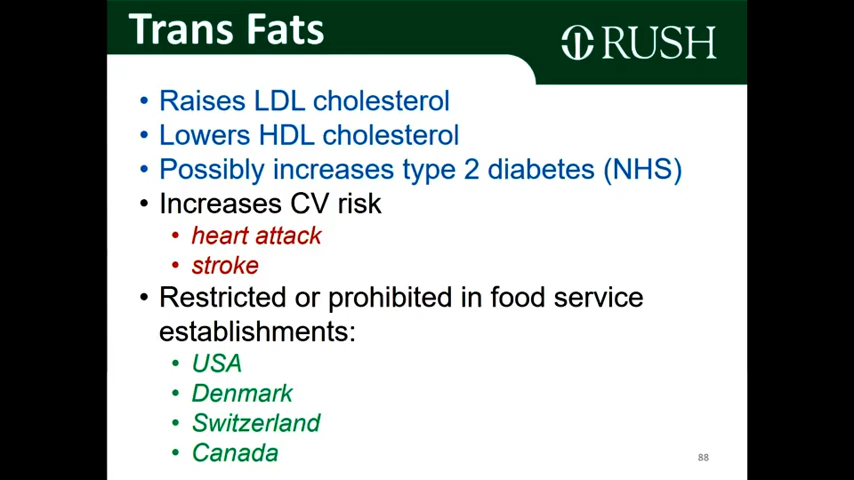 Trans Fats
RUSH
• Raises LDL cholesterol
• Lowers HDL cholesterol
• Possibly increases type 2 diabetes (NHS)
• Increases CV risk
• heart attack
• stroke
• Restricted or prohibited in food service
establishments:
• USA
• Denmark
• Switzerland
• Canada
88